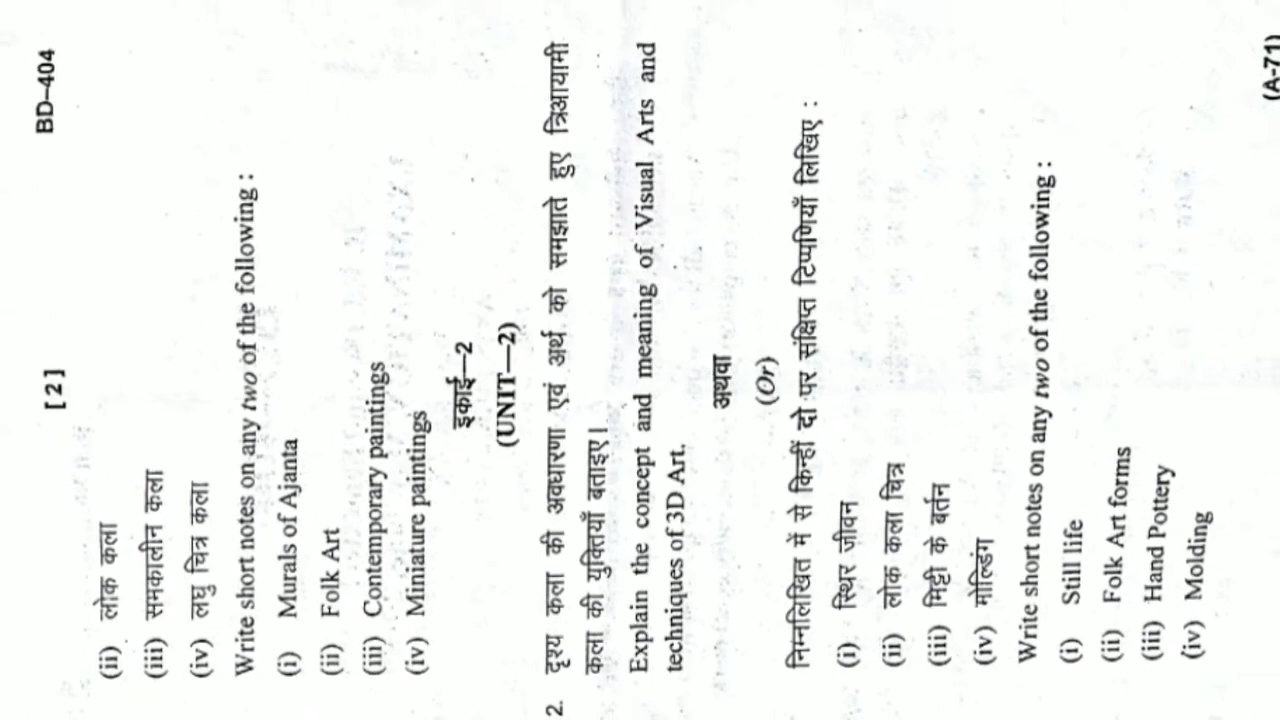 [ 2 ] BD–404
(ii) लोक कला
(iii) समकालीन कला
(iv) लघु चित्र कला
Write short notes on any two of the following :
(i) Murals of Ajanta
(ii) Folk Art
(iii) Contemporary paintings
(iv) Miniature paintings
इकाई—2
(UNIT—2)
2. दृश्य कला की अवधारणा एवं अर्थ को समझाते हुए त्रिआयामी
कला की युक्तियाँ बताइए।
Explain the concept and meaning of Visual Arts and
techniques of 3D Art.
अथवा
(Or)
निम्नलिखित में से किन्हीं दो पर संक्षिप्त टिप्पणियाँ लिखिए :
(i) स्थिर जीवन
(ii) लोक कला चित्र
(iii) मिट्टी के बर्तन
(iv) मोल्डिंग
Write short notes on any two of the following :
(i) Still life
(ii) Folk Art forms
(iii) Hand Pottery
(iv) Molding
(A-71)